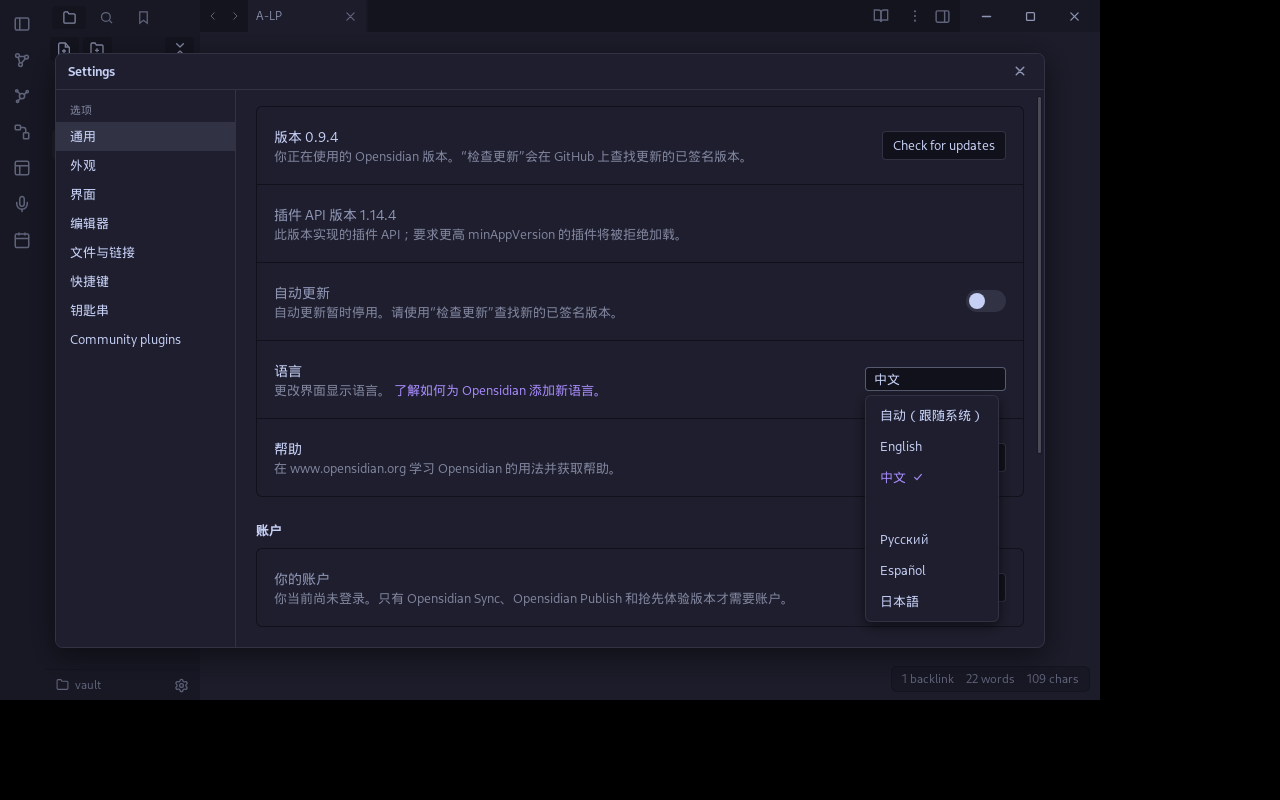 A-LP
Settings
选项
通用
外观
界面
编辑器
文件与链接
快捷键
钥匙串
Community plugins
版本 0.9.4
你正在使用的 Opensidian 版本。“检查更新”会在 GitHub 上查找更新的已签名版本。
Check for updates
插件 API 版本 1.14.4
此版本实现的插件 API；要求更高 minAppVersion 的插件将被拒绝加载。
自动更新
自动更新暂时停用。请使用“检查更新”查找新的已签名版本。
语言
更改界面显示语言。 了解如何为 Opensidian 添加新语言。
中文
自动（跟随系统）
English
中文
Русский
Español
日本語
帮助
在 www.opensidian.org 学习 Opensidian 的用法并获取帮助。
账户
你的账户
你当前尚未登录。只有 Opensidian Sync、Opensidian Publish 和抢先体验版本才需要账户。
vault
1 backlink 22 words 109 chars